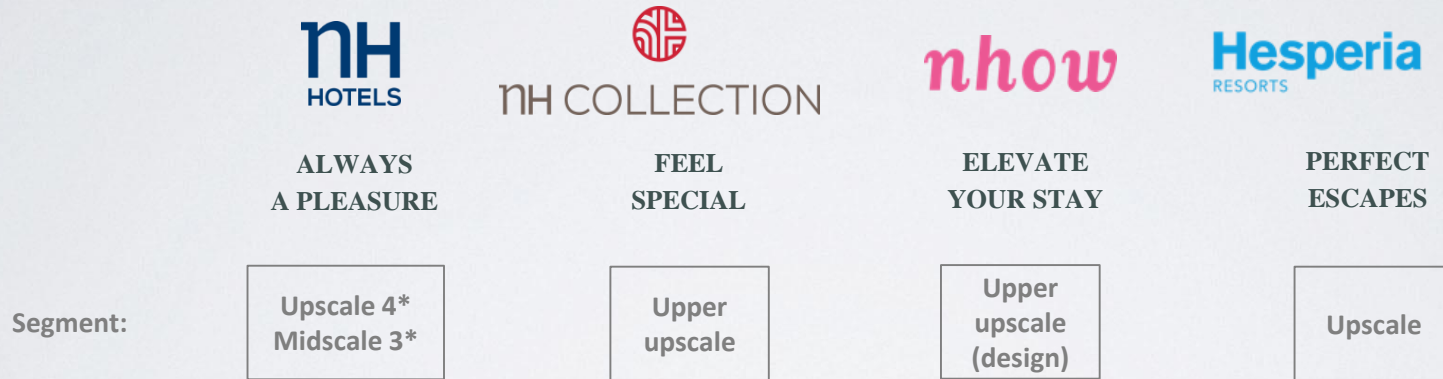 nH
HOTELS
nH COLLECTION
nhow
Hesperia
RESORTS
ALWAYS
A PLEASURE
FEEL
SPECIAL
ELEVATE
YOUR STAY
PERFECT
ESCAPES
Segment:
Upscale 4*
Midscale 3*
Upper
upscale
Upper
upscale
(design)
Upscale